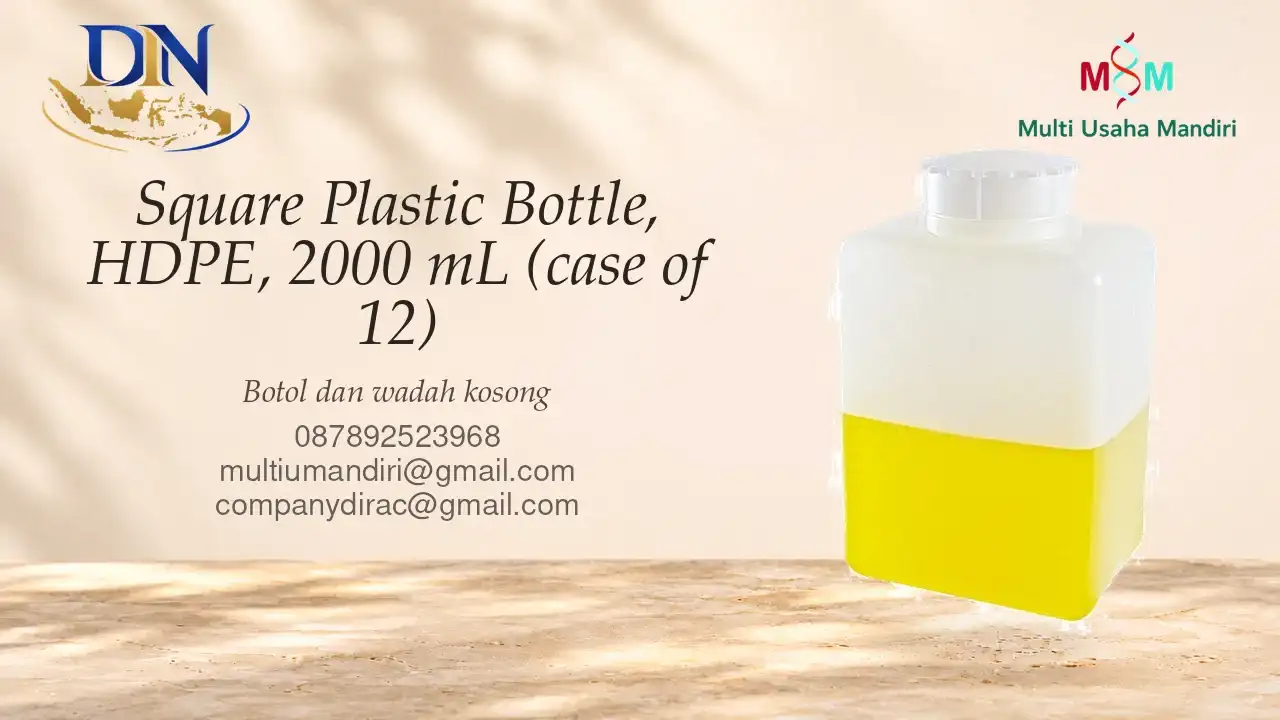 DN
MSM
Multi Usaha Mandiri
Square Plastic Bottle,
HDPE, 2000 mL (case of
12)
Botol dan wadah kosong
087892523968
multiumandiri@gmail.com
companydirac@gmail.com